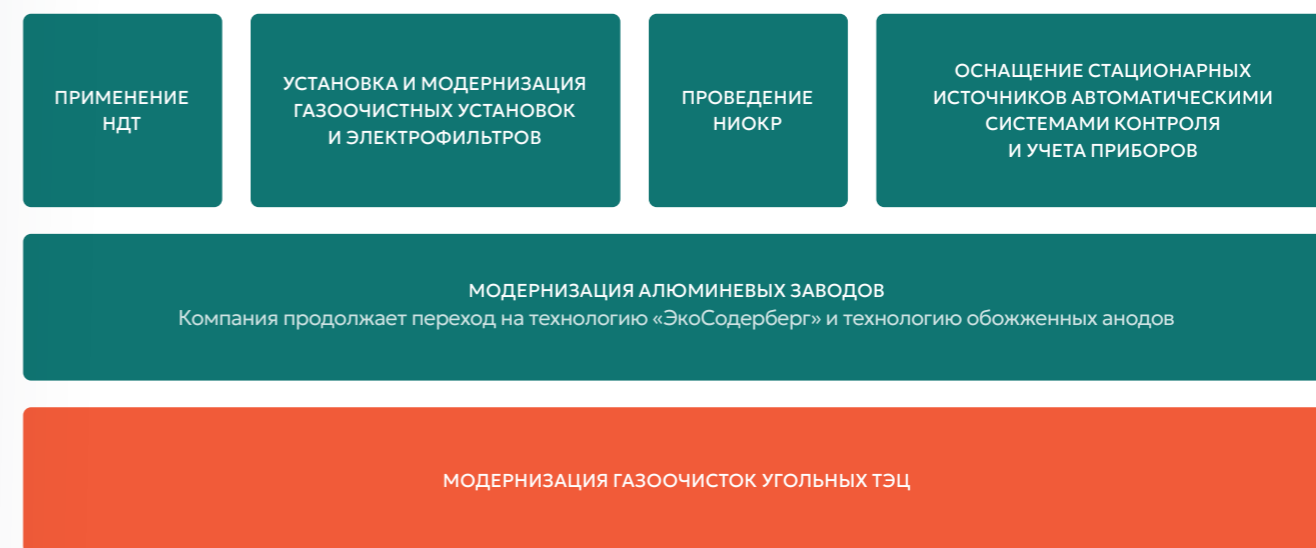 ПРИМЕНЕНИЕ
НДТ
УСТАНОВКА И МОДЕРНИЗАЦИЯ
ГАЗООЧИСТНЫХ УСТАНОВОК
И ЭЛЕКТРОФИЛЬТРОВ
ПРОВЕДЕНИЕ
НИОКР
ОСНАЩЕНИЕ СТАЦИОНАРНЫХ
ИСТОЧНИКОВ АВТОМАТИЧЕСКИМИ
СИСТЕМАМИ КОНТРОЛЯ
И УЧЕТА ПРИБОРОВ
МОДЕРНИЗАЦИЯ АЛЮМИНЕВЫХ ЗАВОДОВ
Компания продолжает переход на технологию «ЭкоСодерберг» и технологию обожженных анодов
МОДЕРНИЗАЦИЯ ГАЗООЧИСТОК УГОЛЬНЫХ ТЭЦ